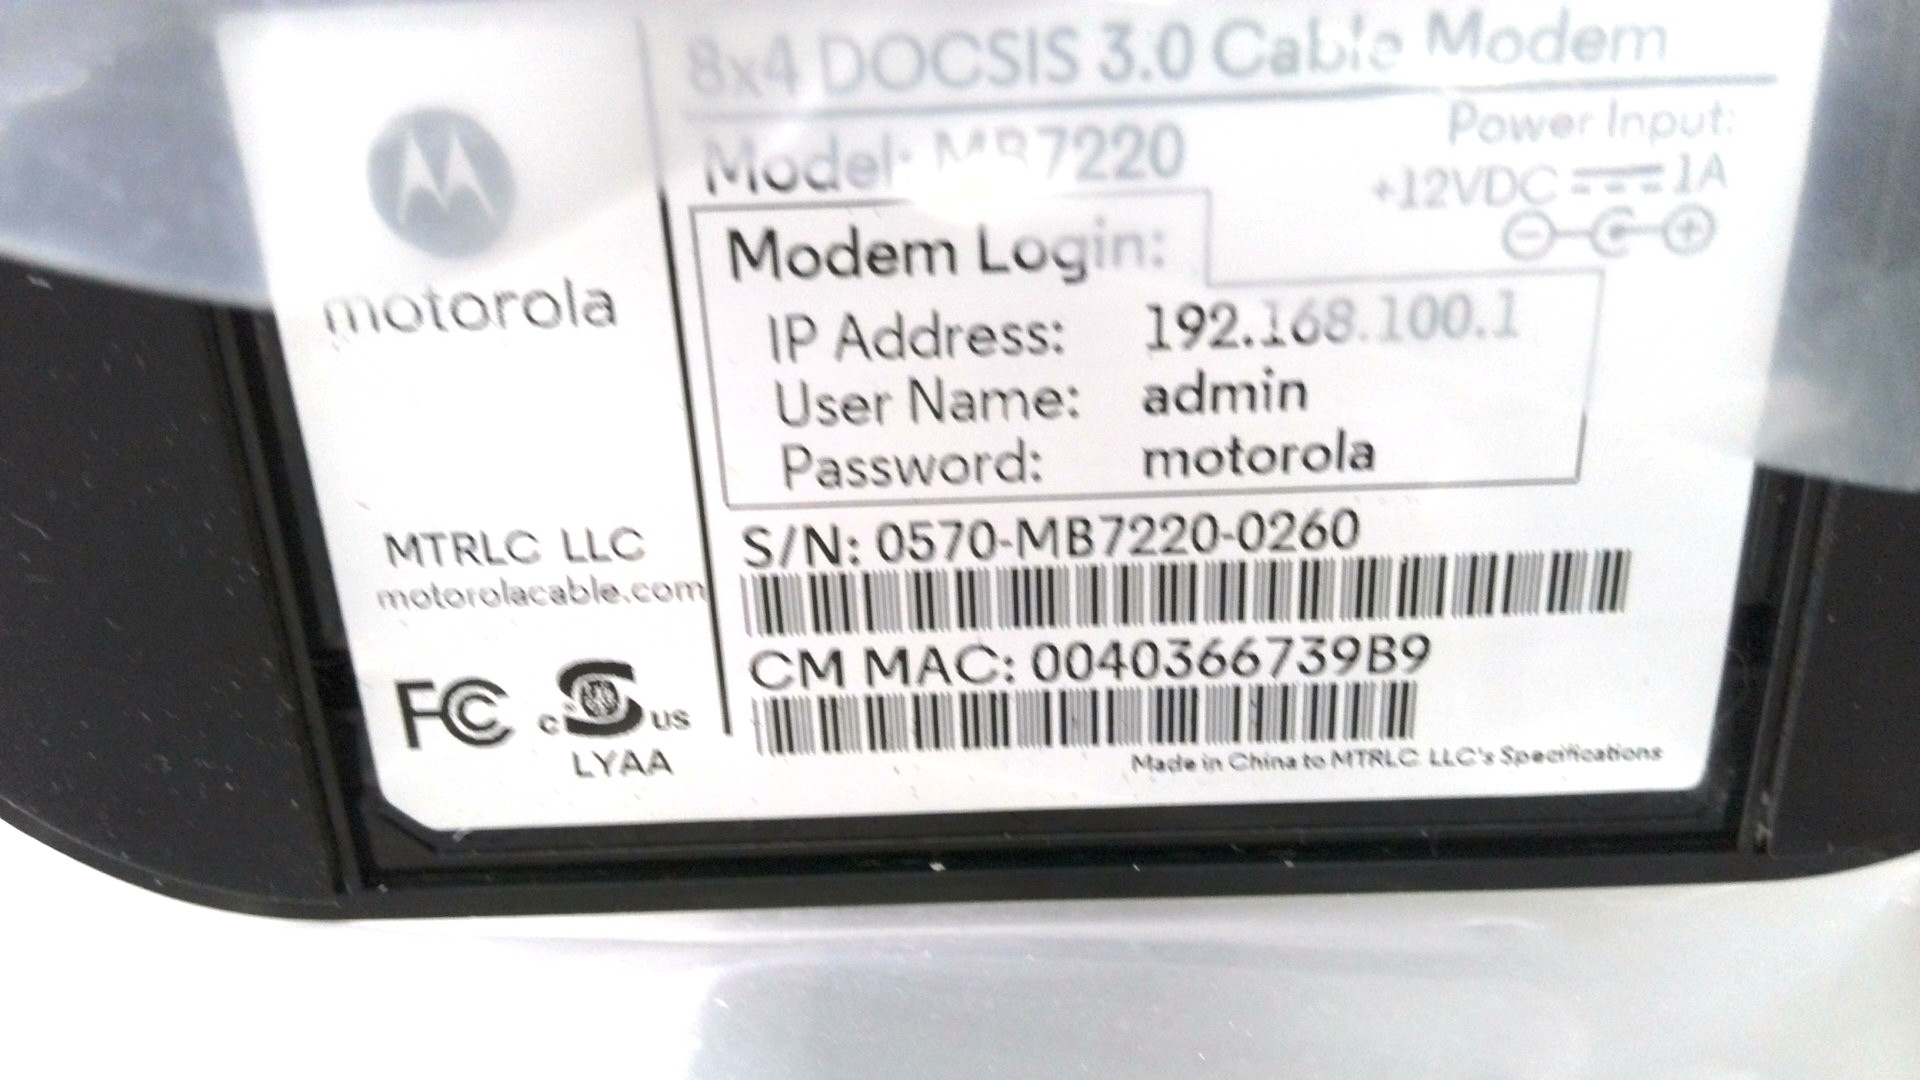 8x4 DOCSIS 3.0 Cable Modem
Model: MB7220
Power Input:
+12VDC 1A
motorola
Modem Login:
IP Address: 192.168.100.1
User Name: admin
Password: motorola
MTRLC LLC
motorolacable.com
S/N: 0570-MB7220-0260
CM MAC: 0040366739B9
FC
c US
LYAA
Made in China to MTRLC LLC's Specifications